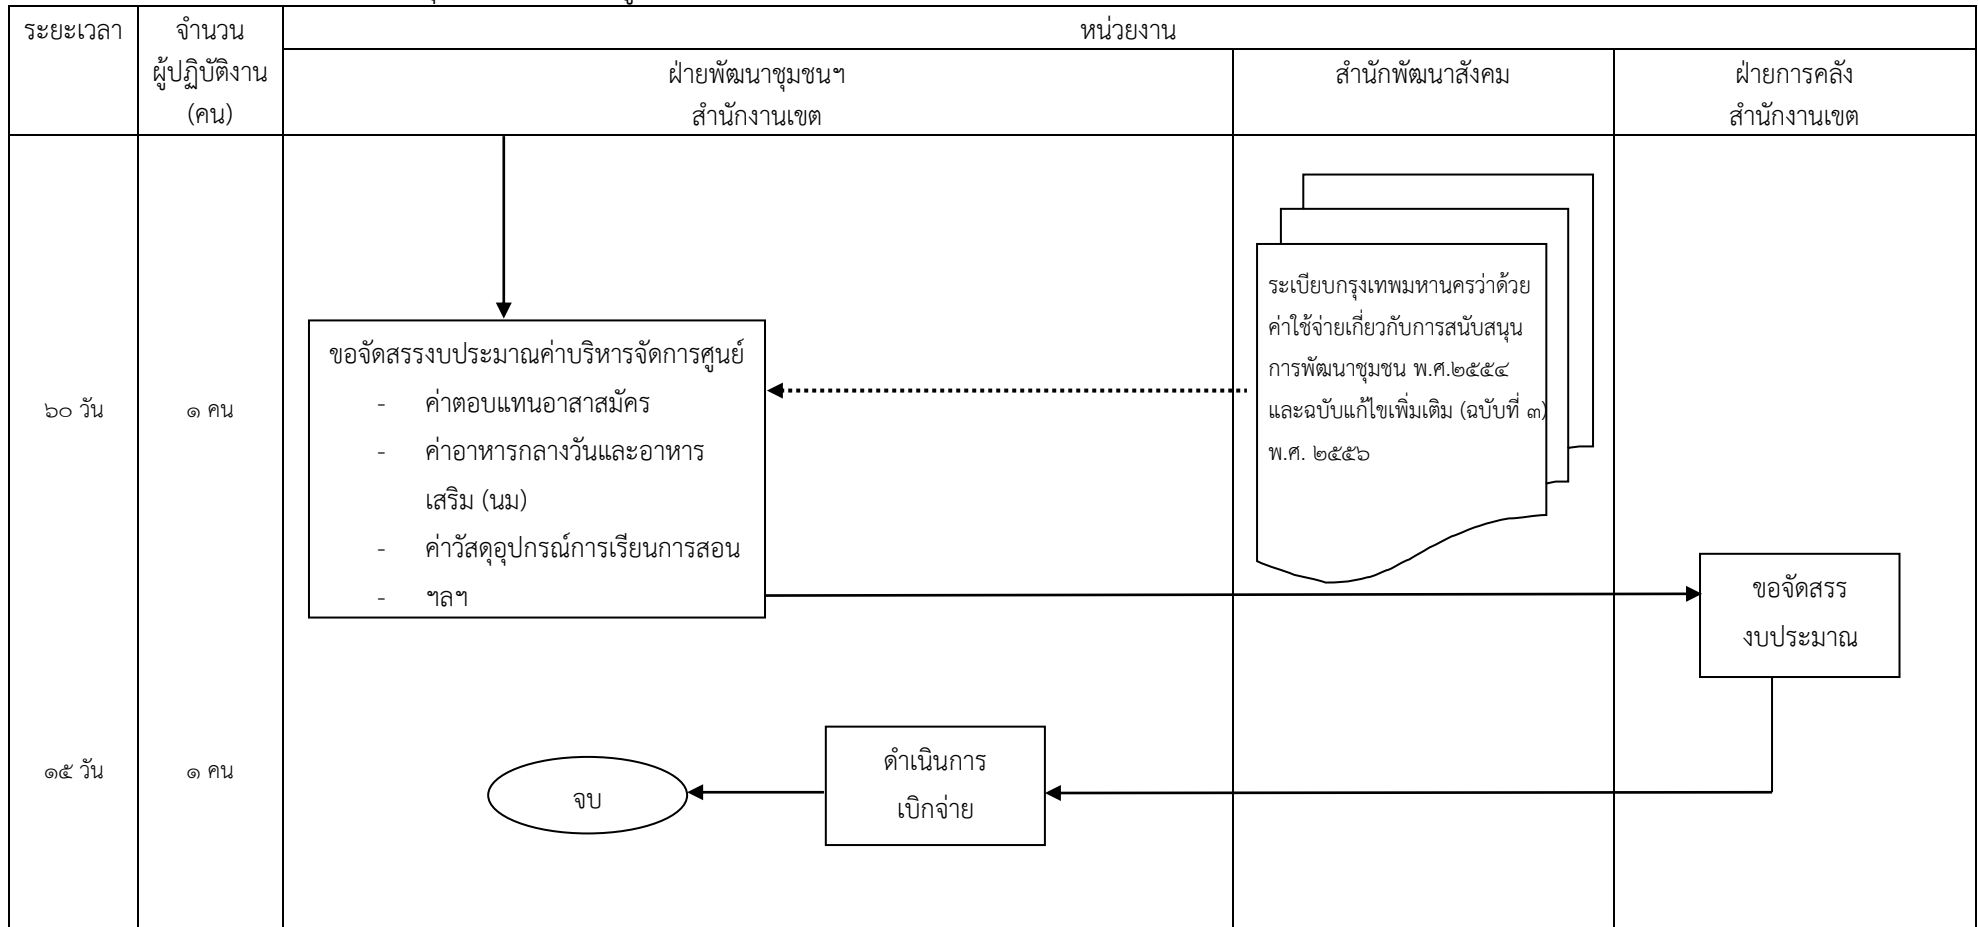 ระยะเวลา
จำนวน
ผู้ปฏิบัติงาน
(คน)
หน่วยงาน
ฝ่ายพัฒนาชุมชนฯ
สำนักงานเขต
สำนักพัฒนาสังคม
ฝ่ายการคลัง
สำนักงานเขต
๖๐ วัน
๑ คน
ขอจัดสรรงบประมาณค่าบริหารจัดการศูนย์
- ค่าตอบแทนอาสาสมัคร
- ค่าอาหารกลางวันและอาหาร
เสริม (นม)
- ค่าวัสดุอุปกรณ์การเรียนการสอน
- ฯลฯ
ระเบียบกรุงเทพมหานครว่าด้วย
ค่าใช้จ่ายเกี่ยวกับการสนับสนุน
การพัฒนาชุมชน พ.ศ.๒๕๕๔
และฉบับแก้ไขเพิ่มเติม (ฉบับที่ ๓)
พ.ศ. ๒๕๕๖
ขอจัดสรร
งบประมาณ
๑๕ วัน
๑ คน
จบ
ดำเนินการ
เบิกจ่าย